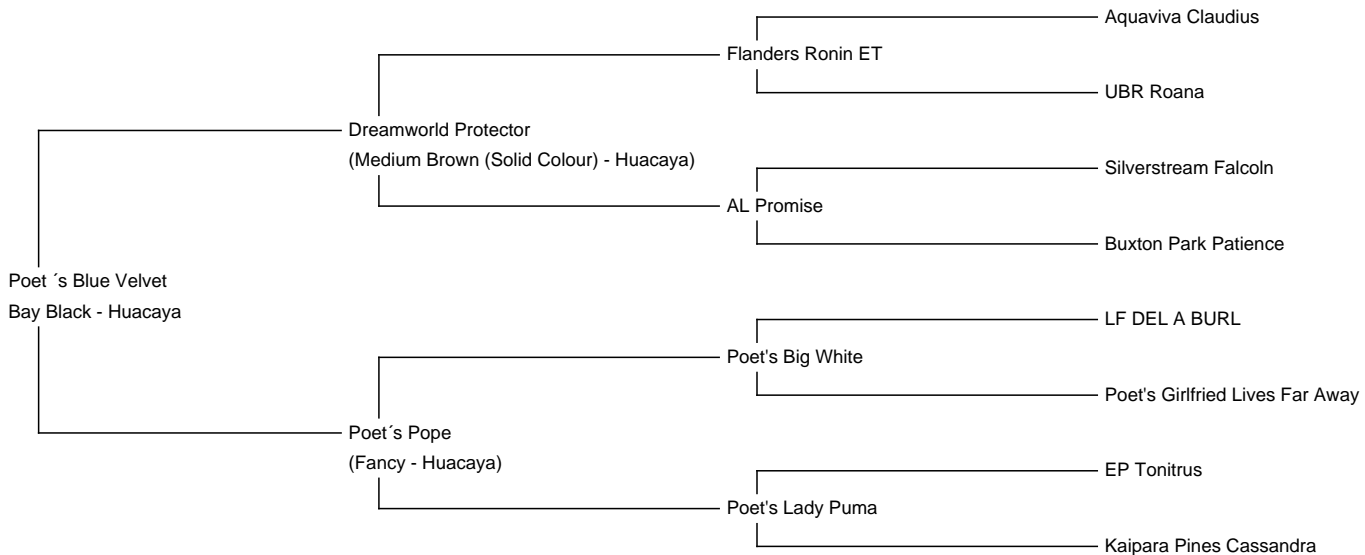 Aquaviva Claudius
Flanders Ronin ET
UBR Roana
Dreamworld Protector
(Medium Brown (Solid Colour) - Huacaya)
Silverstream Falcoln
AL Promise
Buxton Park Patience
Poet ´s Blue Velvet
Bay Black - Huacaya
LF DEL A BURL
Poet's Big White
Poet's Girlfried Lives Far Away
Poet´s Pope
(Fancy - Huacaya)
EP Tonitrus
Poet's Lady Puma
Kaipara Pines Cassandra